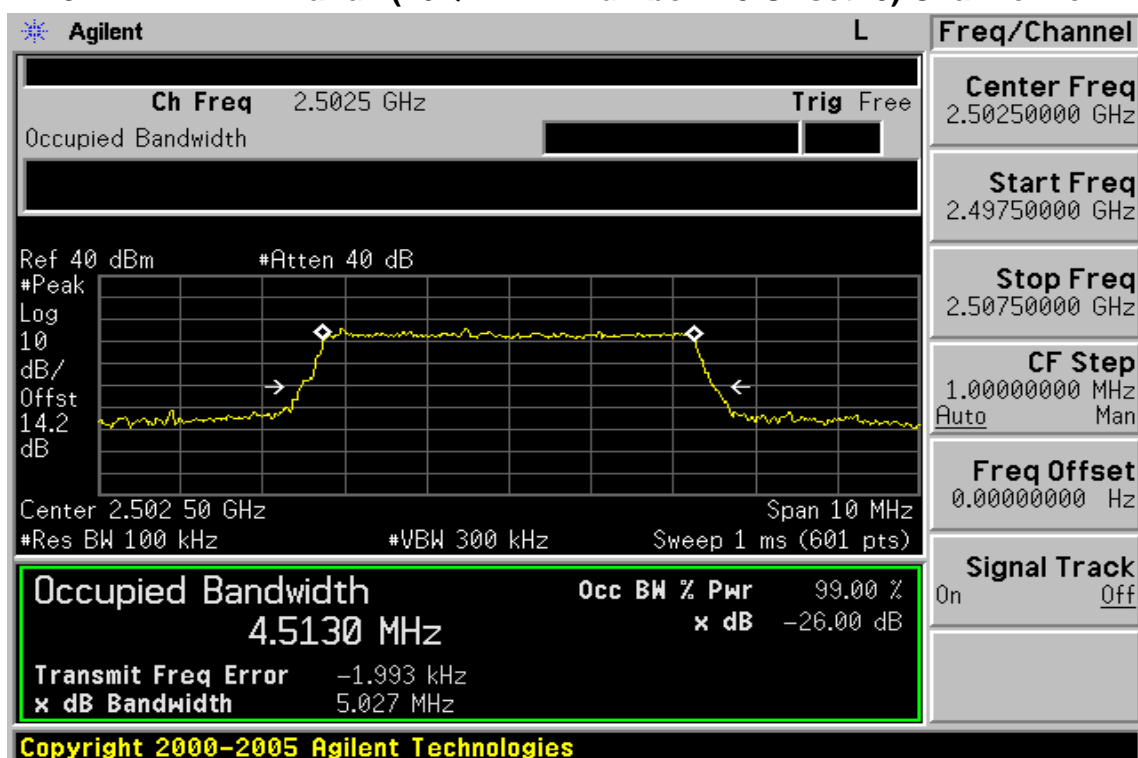 Agilent L Freq/Channel
Ch Freq 2.5025 GHz Trig Free
Occupied Bandwidth
Center Freq
2.50250000 GHz
Start Freq
2.49750000 GHz
Stop Freq
2.50750000 GHz
CF Step
1.00000000 MHz
Auto Man
Freq Offset
0.00000000 Hz
Signal Track
On Off
Ref 40 dBm #Atten 40 dB
#Peak
Log
10
dB/
Offst
14.2
dB
Center 2.502 50 GHz Span 10 MHz
#Res BW 100 kHz #VBW 300 kHz Sweep 1 ms (601 pts)
Occupied Bandwidth Occ BW % Pwr 99.00 %
4.5130 MHz x dB -26.00 dB
Transmit Freq Error -1.993 kHz
x dB Bandwidth 5.027 MHz
Copyright 2000-2005 Agilent Technologies